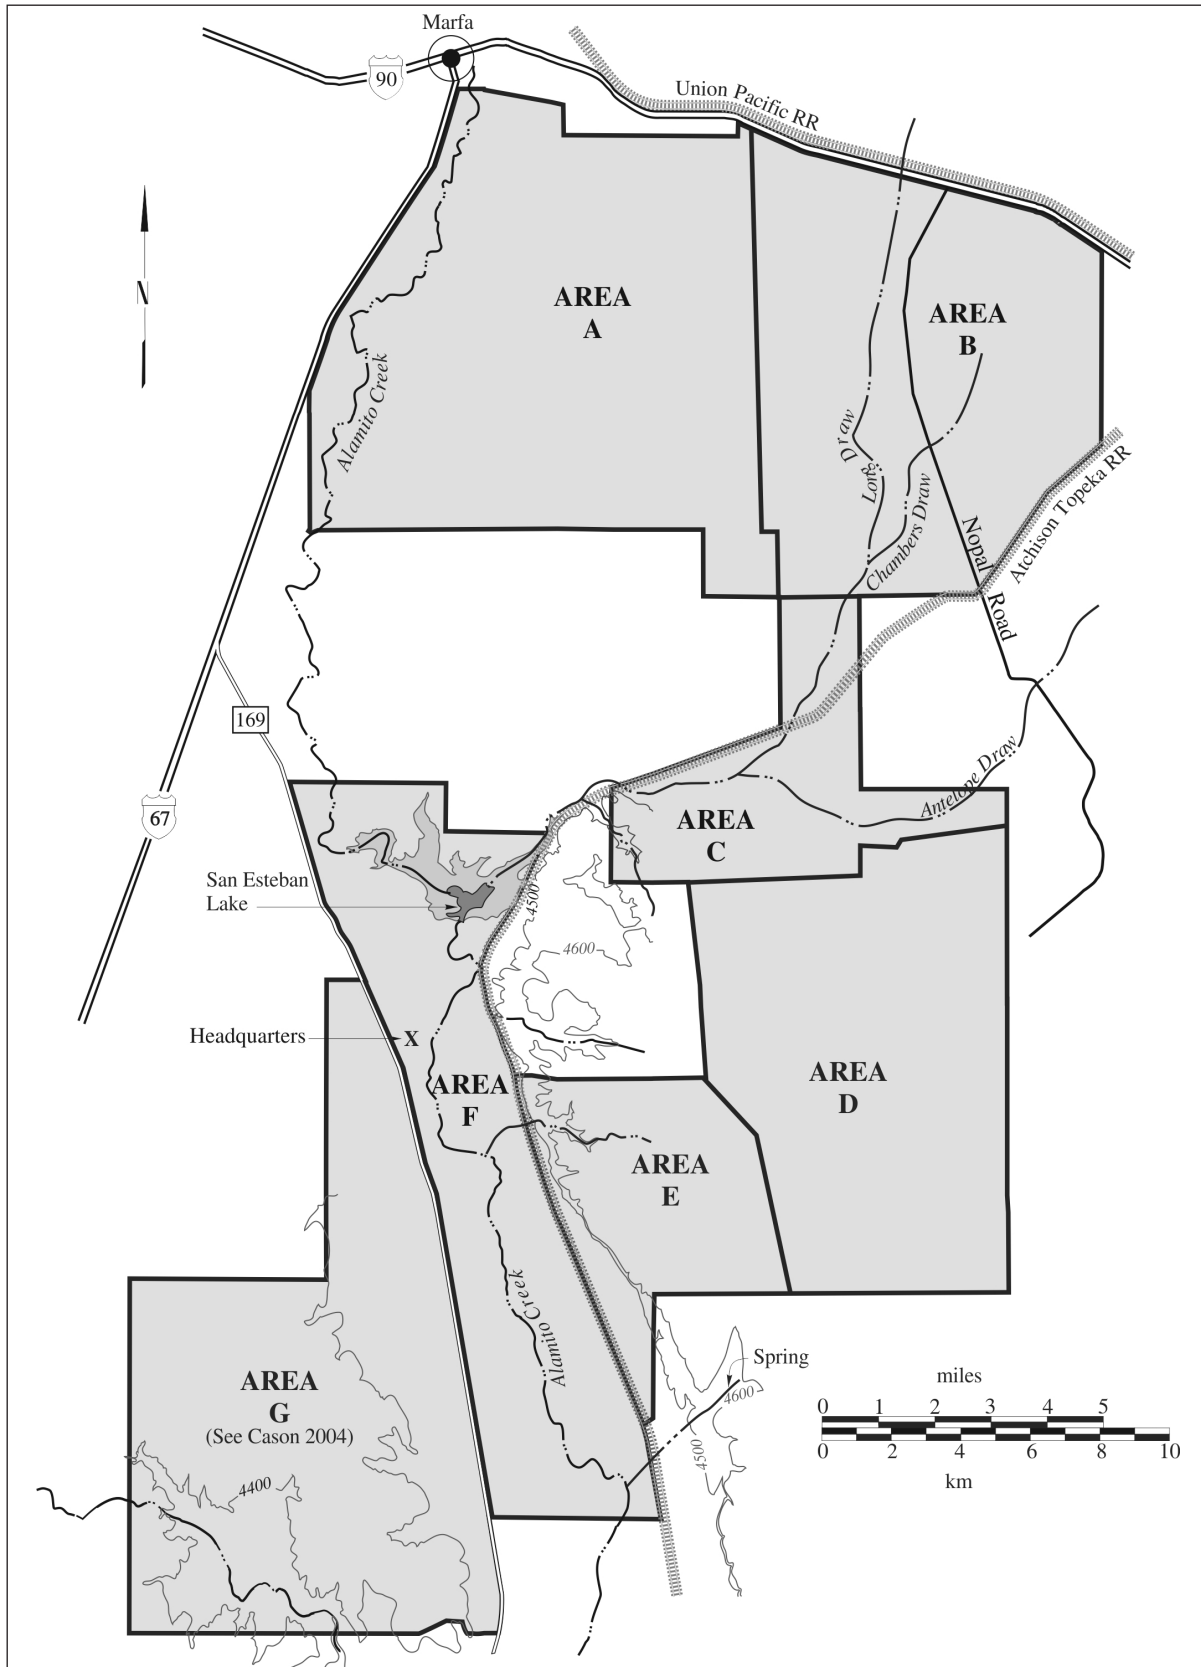 Marfa
90
Union Pacific RR
N
AREA
A
AREA
B
Alamito Creek
Long Draw
Chambers Draw
Nopal Road
Atchison Topeka RR
169
67
Antelope Draw
AREA
C
San Esteban
Lake
4500
4600
Headquarters
X
AREA
F
AREA
D
AREA
E
Alamito Creek
Spring
4600
4500
AREA
G
(See Cason 2004)
4400
miles
0 1 2 3 4 5
0 2 4 6 8 10
km